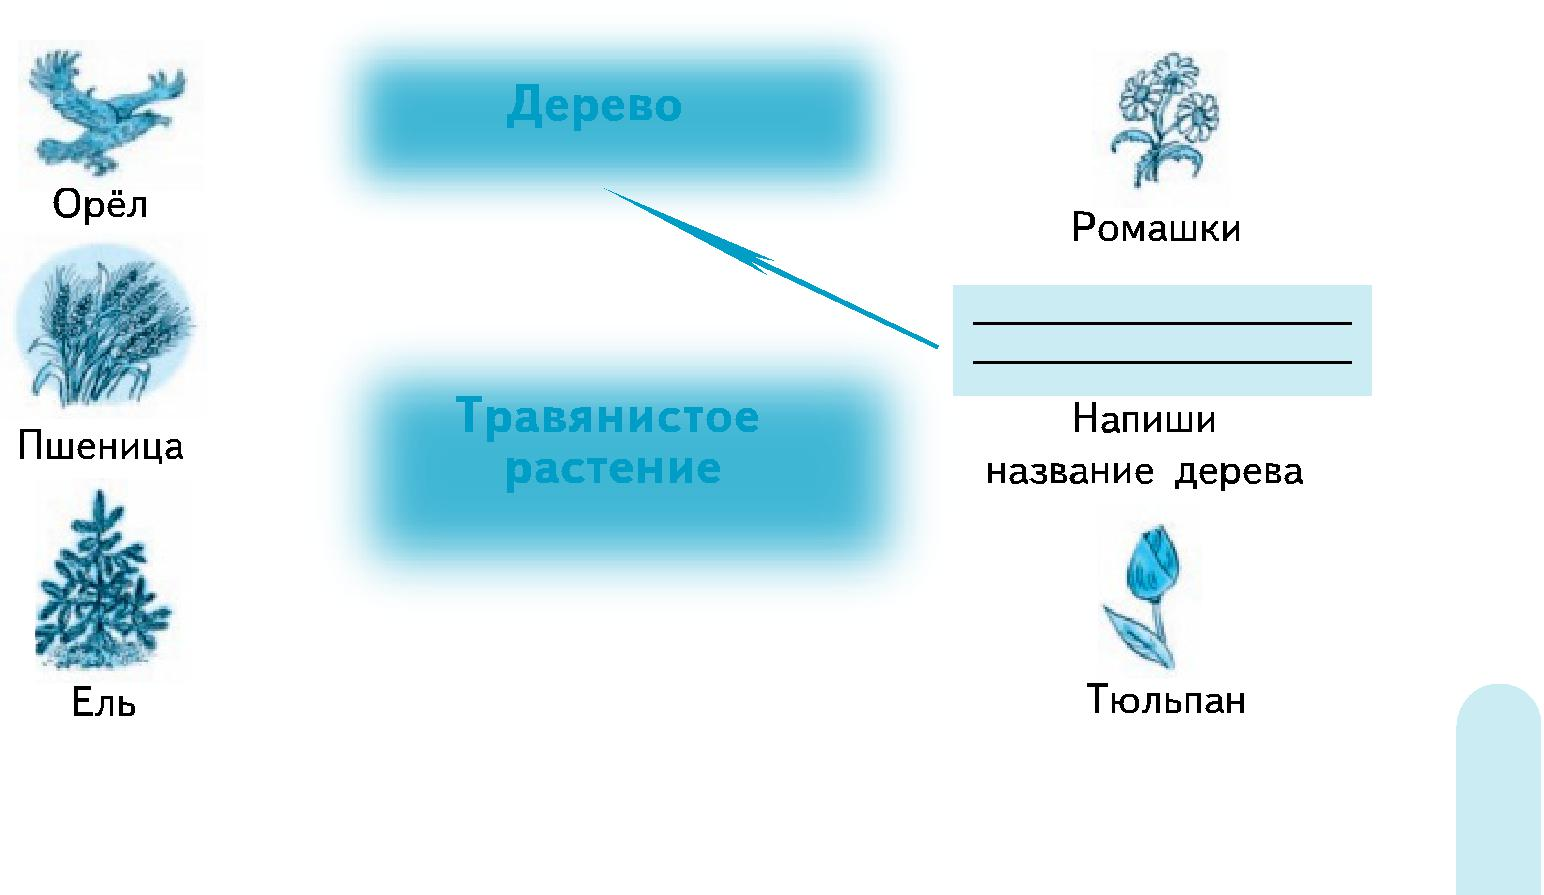 Дерево
Орёл
Ромашки
Пшеница
Травянистое
растение
Напиши
название дерева
Ель
Тюльпан